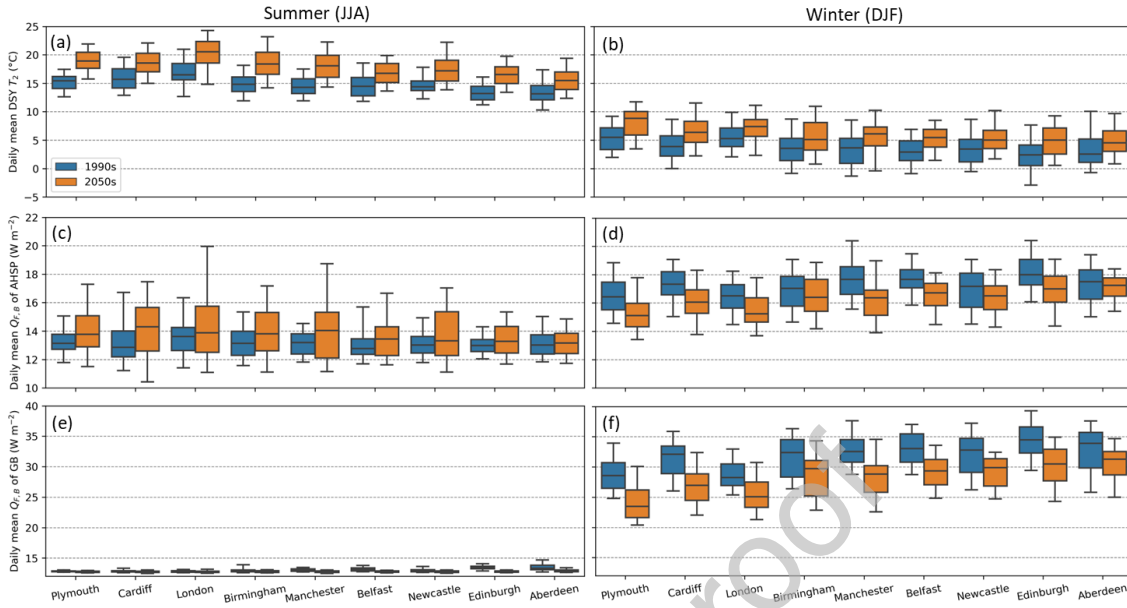 Summer (JJA)
Winter (DJF)
(a)
(b)
Daily mean DSY T₂ (°C)
25
20
15
10
5
0
−5
1990s
2050s
(c)
(d)
Daily mean Q_F,B of AHSP (W m⁻²)
22
20
18
16
14
12
10
(e)
(f)
Daily mean Q_F,B of GB (W m⁻²)
40
35
30
25
20
15
Plymouth Cardiff London Birmingham Manchester Belfast Newcastle Edinburgh Aberdeen
Plymouth Cardiff London Birmingham Manchester Belfast Newcastle Edinburgh Aberdeen
roof